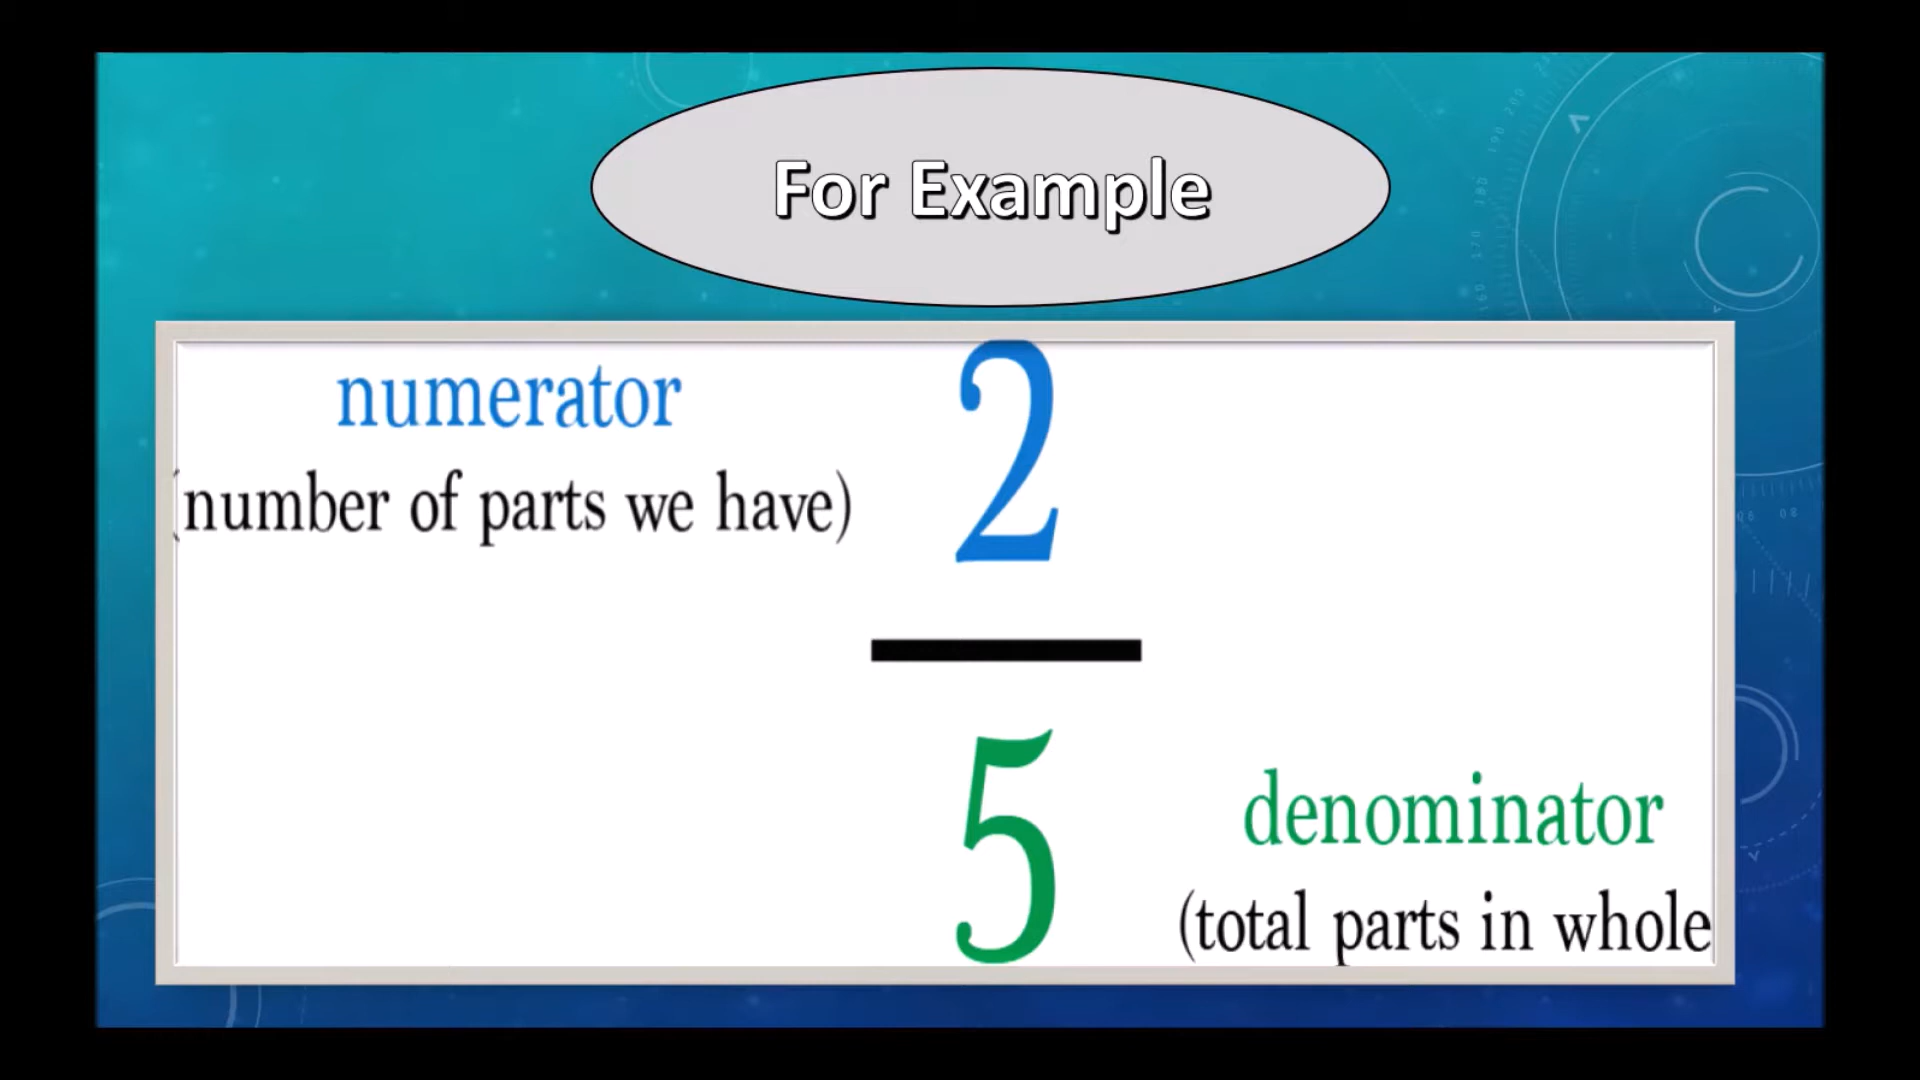 For Example
numerator
(number of parts we have)
2
5
denominator
(total parts in whole